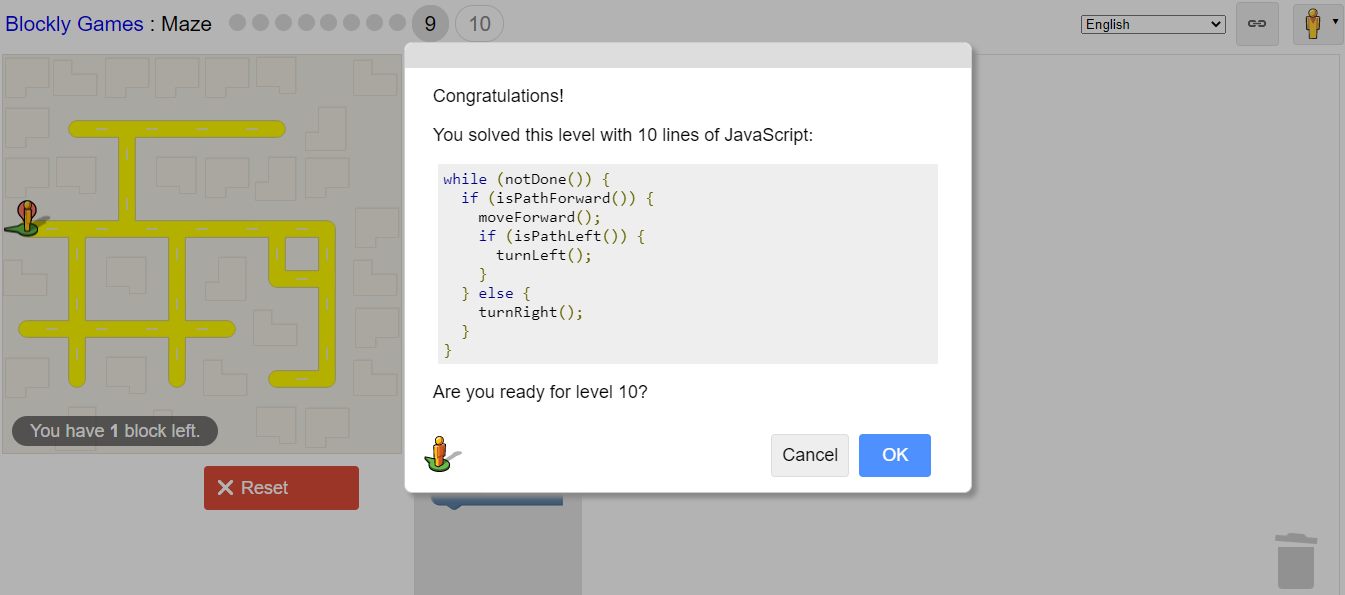 Blockly Games : Maze 9 10 English
Congratulations!
You solved this level with 10 lines of JavaScript:
while (notDone()) {
  if (isPathForward()) {
    moveForward();
    if (isPathLeft()) {
      turnLeft();
    }
  } else {
    turnRight();
  }
}
Are you ready for level 10?
You have 1 block left.
Cancel OK
Reset